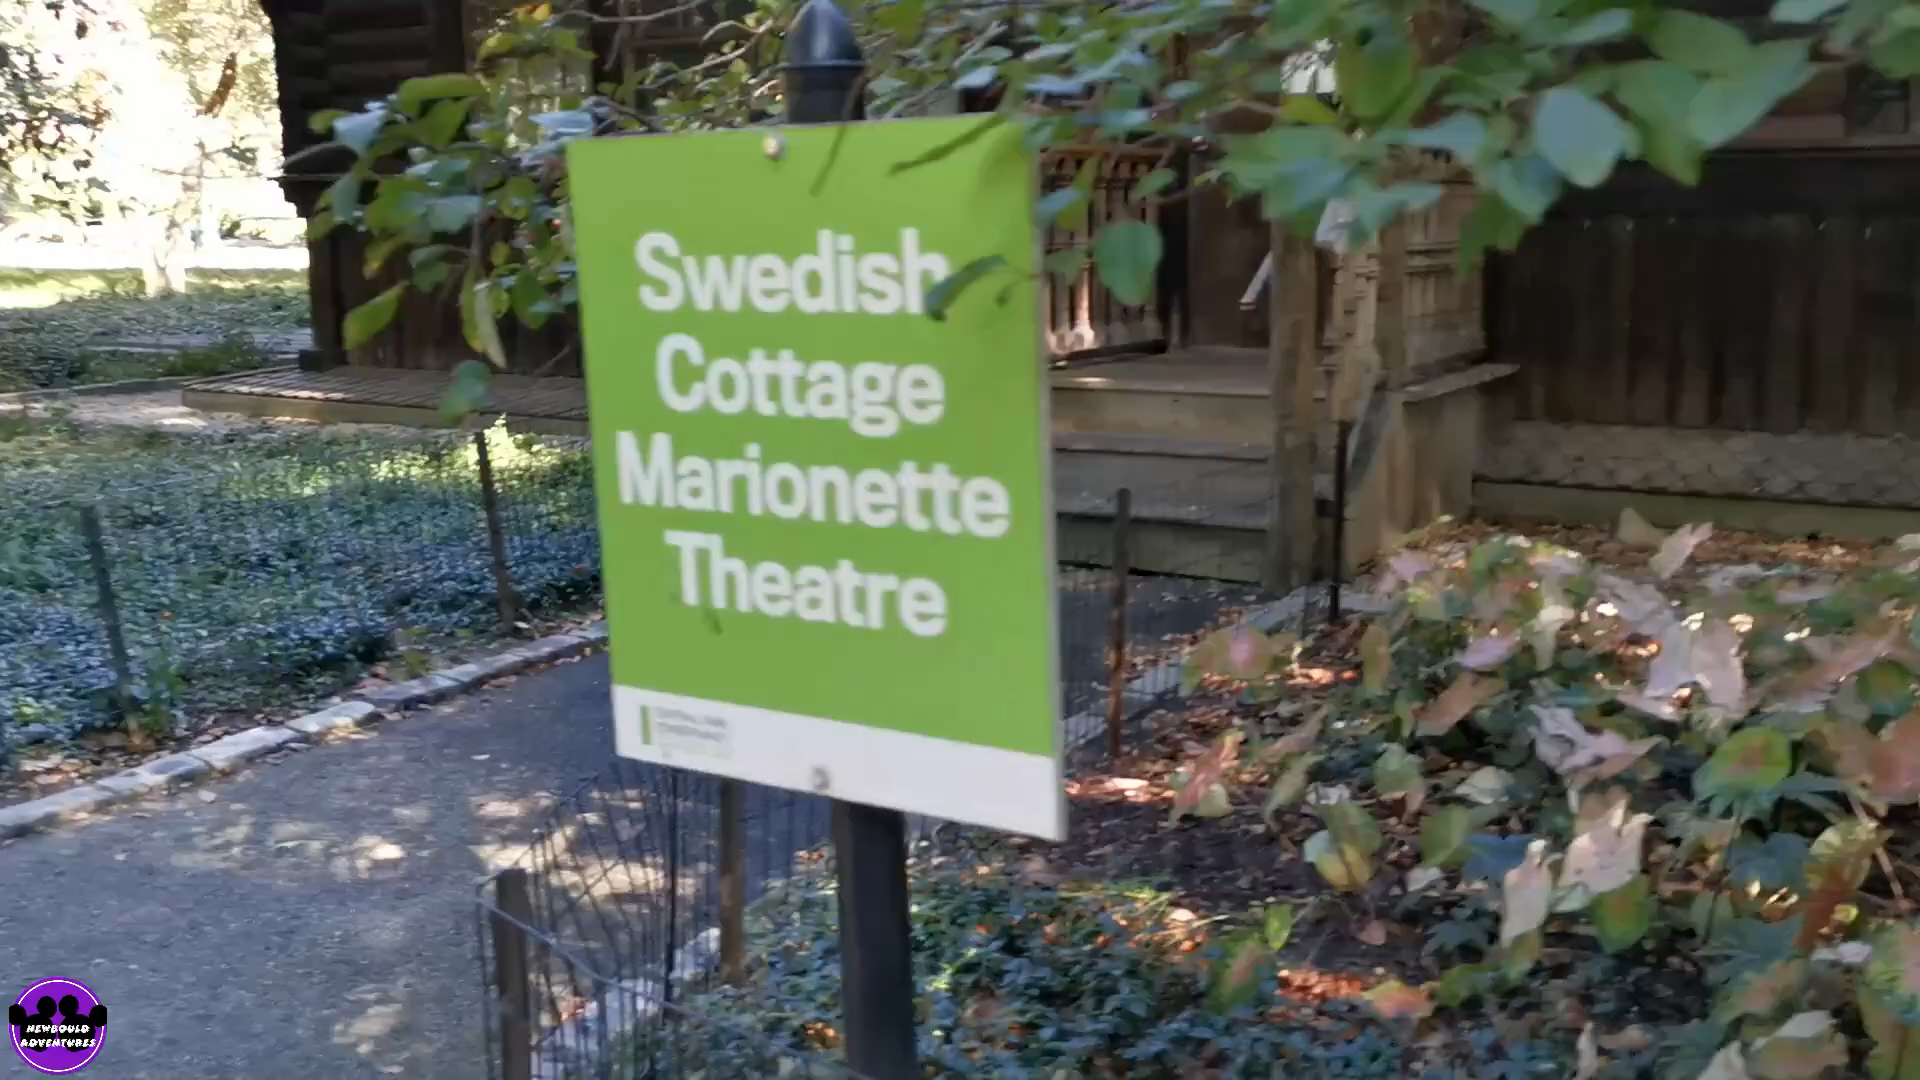 Swedish
Cottage
Marionette
Theatre
NEWBOULD
ADVENTURES